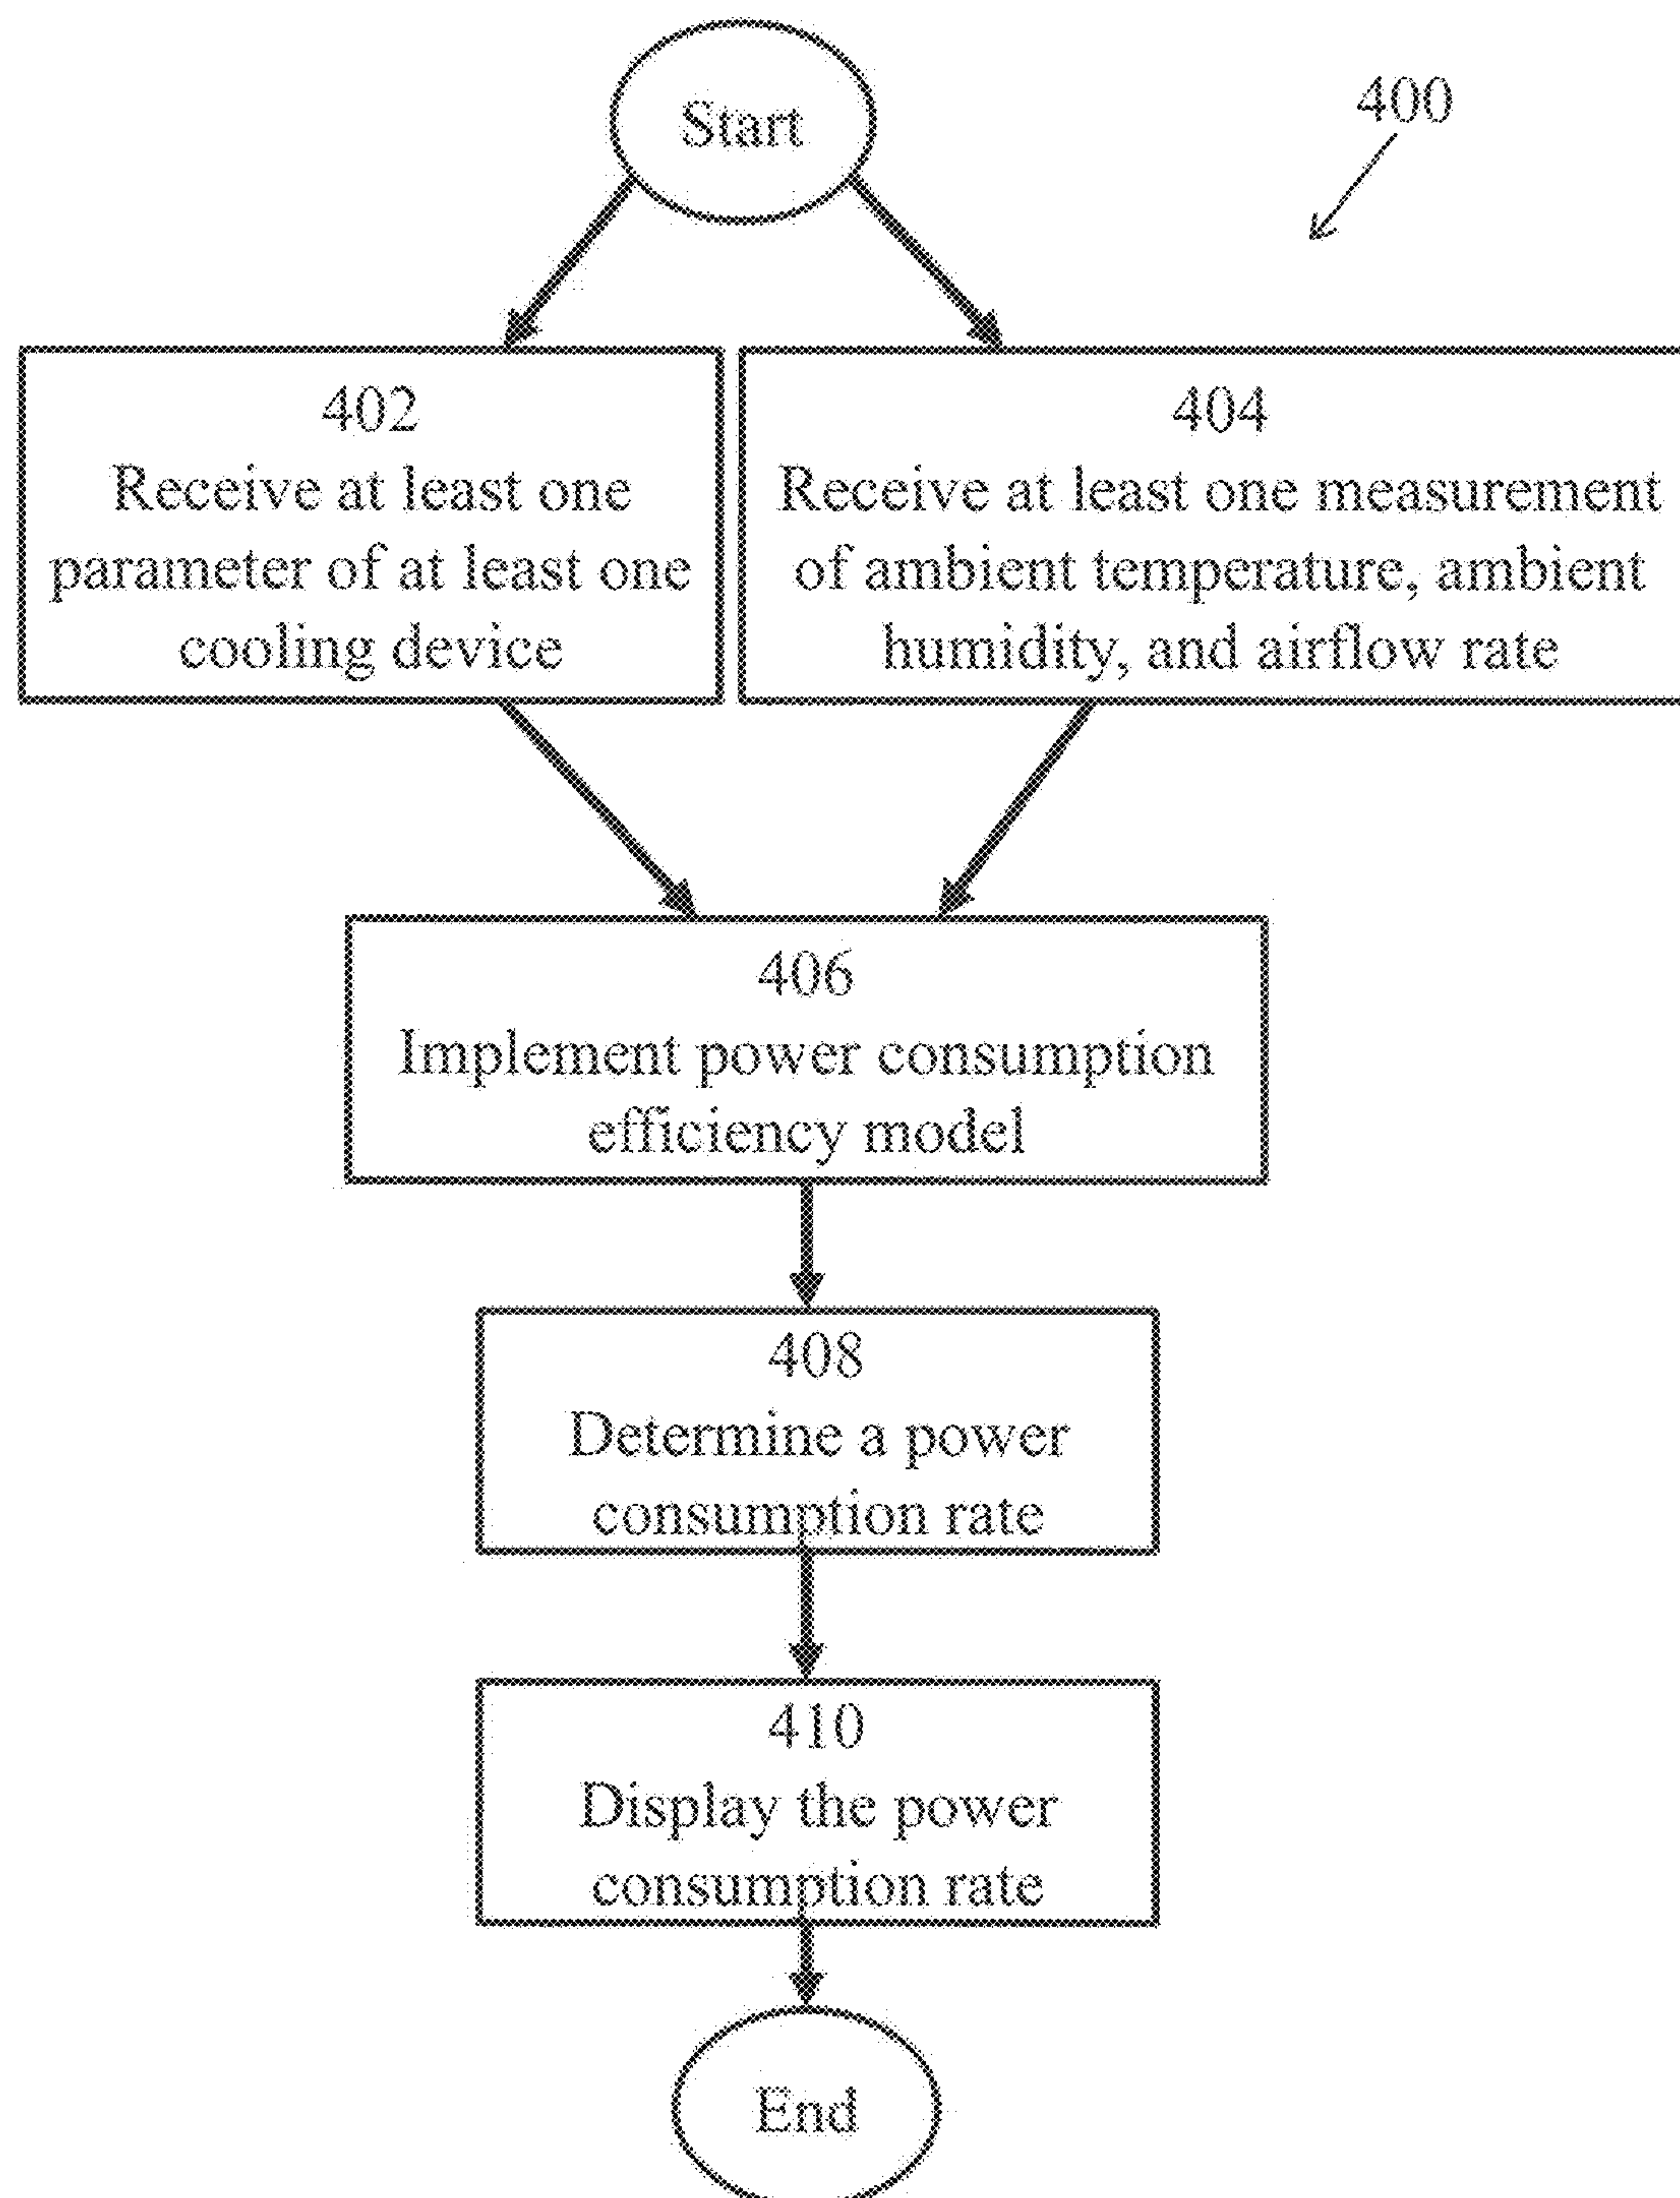 Start
400
402
Receive at least one
parameter of at least one
cooling device
404
Receive at least one measurement
of ambient temperature, ambient
humidity, and airflow rate
406
Implement power consumption
efficiency model
408
Determine a power
consumption rate
410
Display the power
consumption rate
End